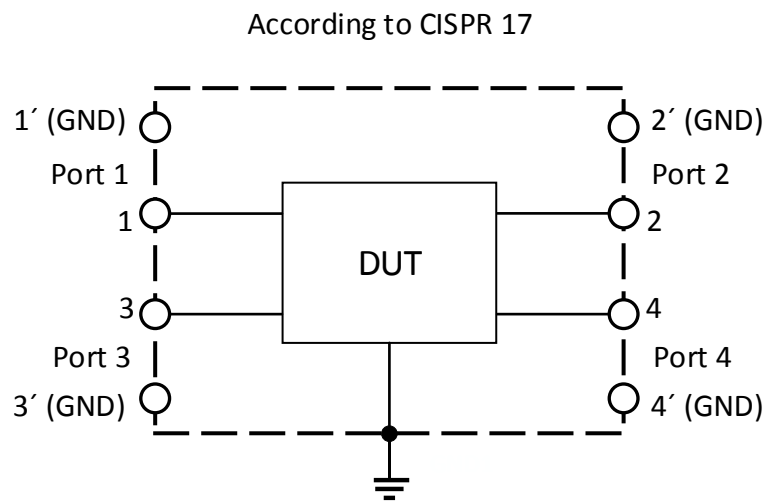 According to CISPR 17
1´ (GND) 2´ (GND)
Port 1 Port 2
1 2
DUT
3 4
Port 3 Port 4
3´ (GND) 4´ (GND)